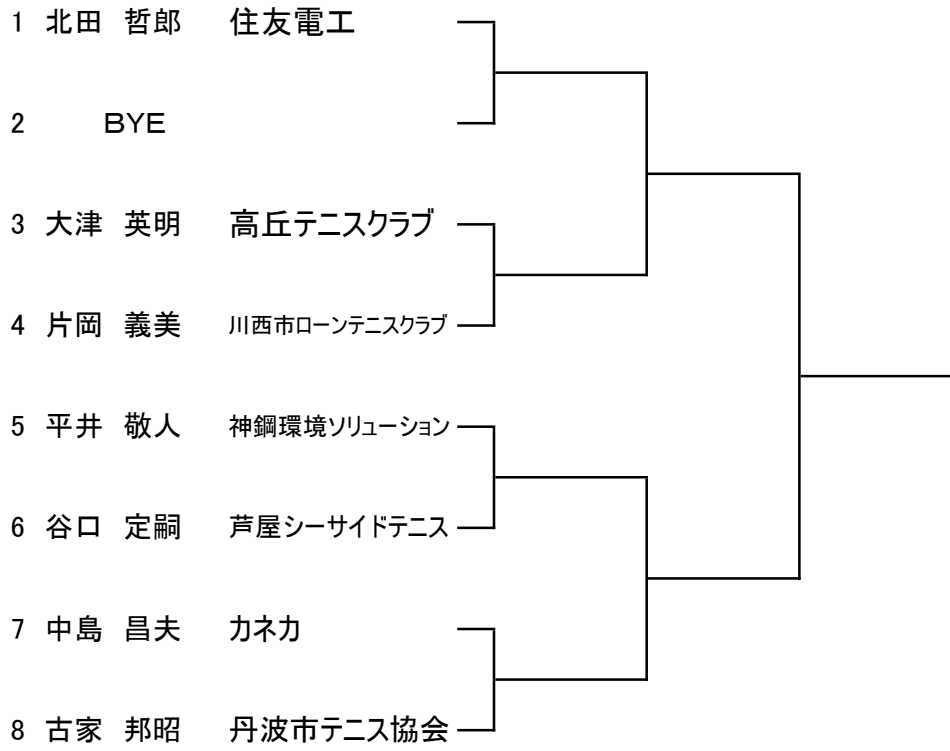 1 北田 哲郎 住友電工
2 BYE
3 大津 英明 高丘テニスクラブ
4 片岡 義美 川西市ローンテニスクラブ
5 平井 敬人 神鋼環境ソリューション
6 谷口 定嗣 芦屋シーサイドテニス
7 中島 昌夫 カネカ
8 古家 邦昭 丹波市テニス協会